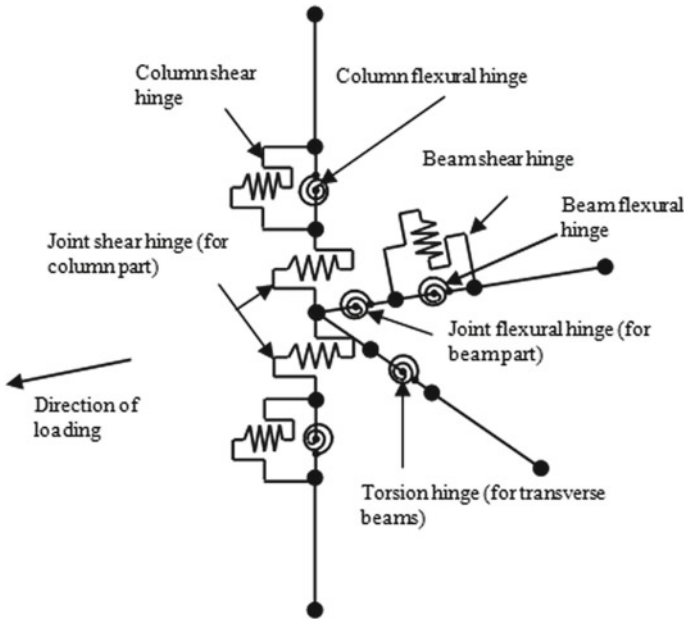 Column shear
hinge
Column flexural hinge
Beam shear hinge
Beam flexural
hinge
Joint shear hinge (for
column part)
Joint flexural hinge (for
beam part)
Direction of
loading
Torsion hinge (for transverse
beams)